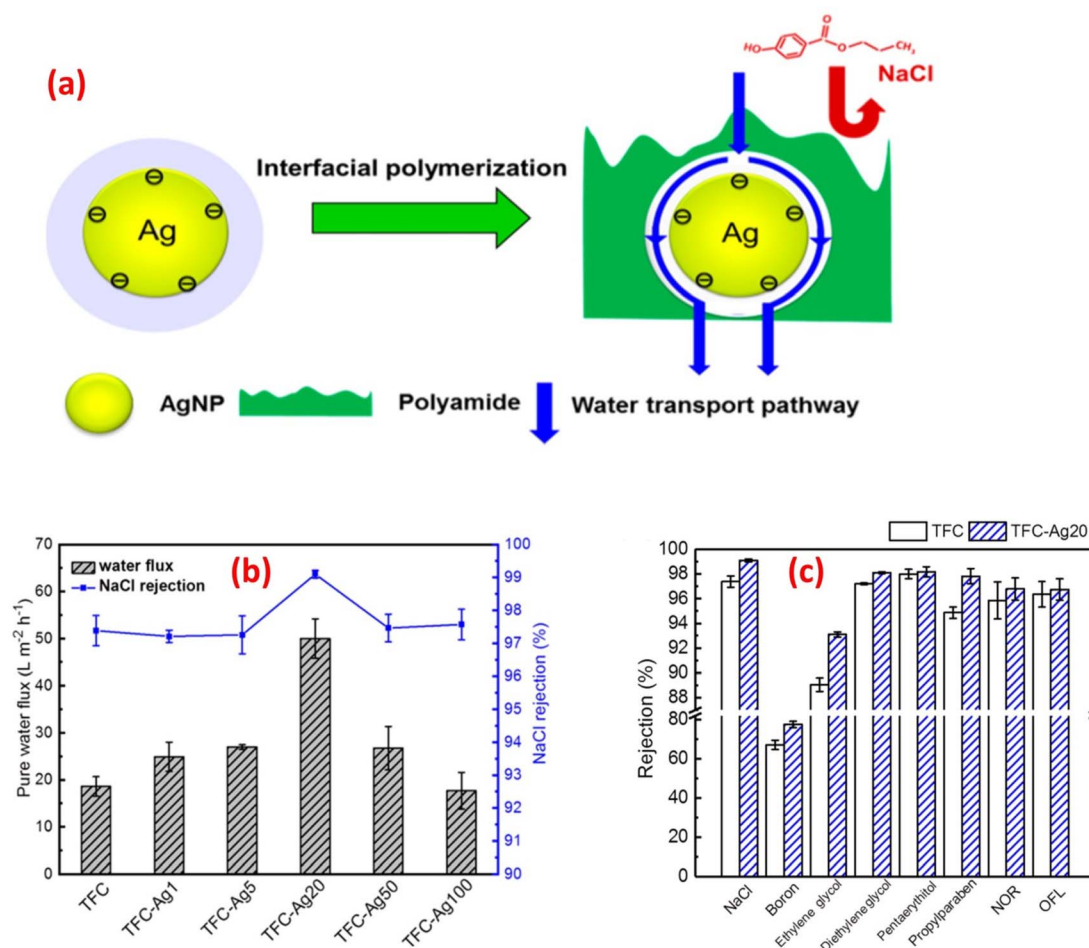 (a)
HO
O
O
CH3
NaCl
Interfacial polymerization
Ag
Ag
AgNP
Polyamide
Water transport pathway
(b)
water flux
NaCl rejection
Pure water flux (L m-2 h-1)
70
60
50
40
30
20
10
0
NaCl rejection (%)
100
99
98
97
96
95
94
93
92
91
90
TFC
TFC-Ag1
TFC-Ag5
TFC-Ag20
TFC-Ag50
TFC-Ag100
TFC
TFC-Ag20
(c)
Rejection (%)
100
98
96
94
92
90
88
80
60
40
20
0
NaCl
Boron
Ethylene glycol
Diethylene glycol
Pentaerythitol
Propylparaben
NOR
OFL